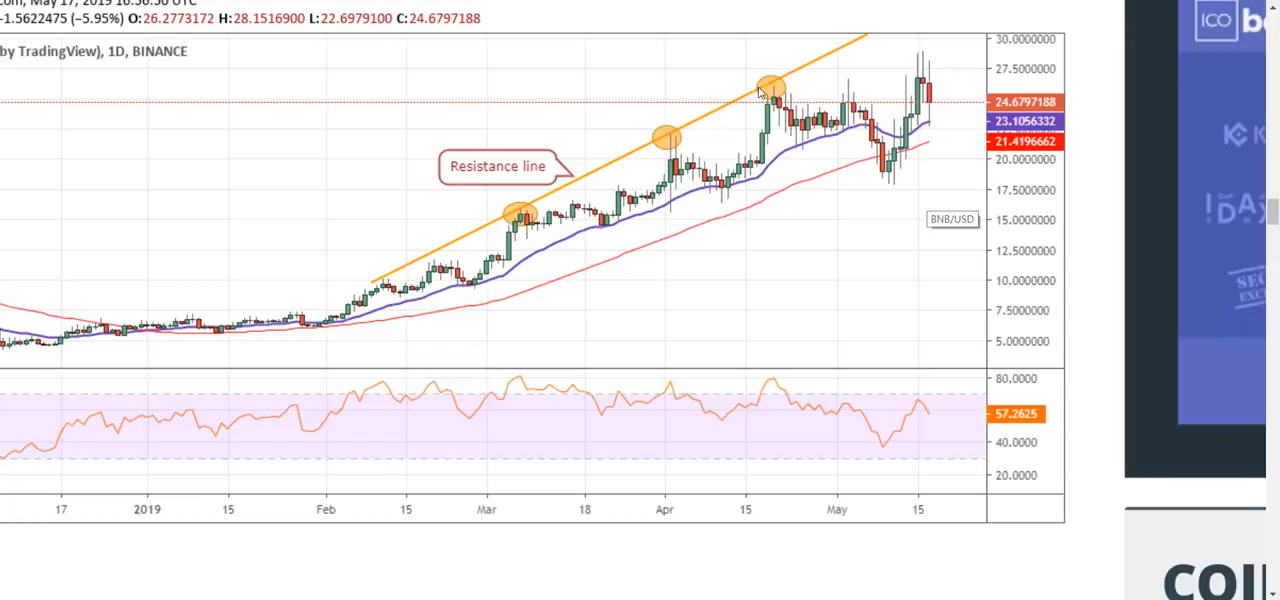 -1.5622475 (−5.95%) O:26.2773172 H:28.1516900 L:22.6979100 C:24.6797188
by TradingView), 1D, BINANCE
30.0000000
27.5000000
24.6797188
23.1056332
21.4196662
20.0000000
17.5000000
15.0000000
12.5000000
10.0000000
7.5000000
5.0000000
Resistance line
BNB/USD
80.0000
57.2625
40.0000
20.0000
17
2019
15
Feb
15
Mar
18
Apr
15
May
15
ICO